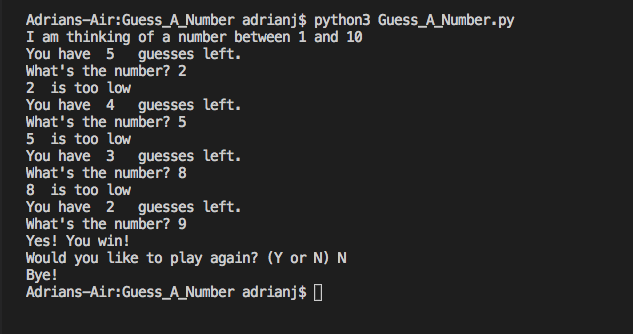 Adrians-Air:Guess_A_Number adrianj$ python3 Guess_A_Number.py
I am thinking of a number between 1 and 10
You have  5   guesses left.
What's the number? 2
2  is too low
You have  4   guesses left.
What's the number? 5
5  is too low
You have  3   guesses left.
What's the number? 8
8  is too low
You have  2   guesses left.
What's the number? 9
Yes! You win!
Would you like to play again? (Y or N) N
Bye!
Adrians-Air:Guess_A_Number adrianj$